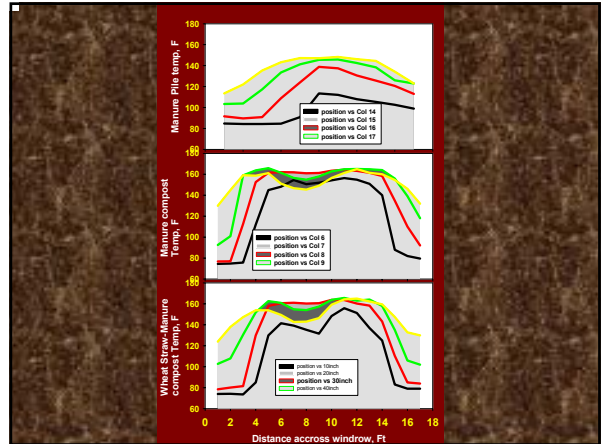 180
160
140
120
100
80
60
Manure Plie temp, F
position vs Col 14
position vs Col 15
position vs Col 16
position vs Col 17
180
160
140
120
100
80
60
Manure compost
Temp, F
position vs Col 6
position vs Col 7
position vs Col 8
position vs Col 9
180
160
140
120
100
80
60
Wheat Straw-Manure
compost Temp, F
position vs 10inch
position vs 20inch
position vs 30inch
position vs 40inch
0 2 4 6 8 10 12 14 16 18
Distance accross windrow, Ft